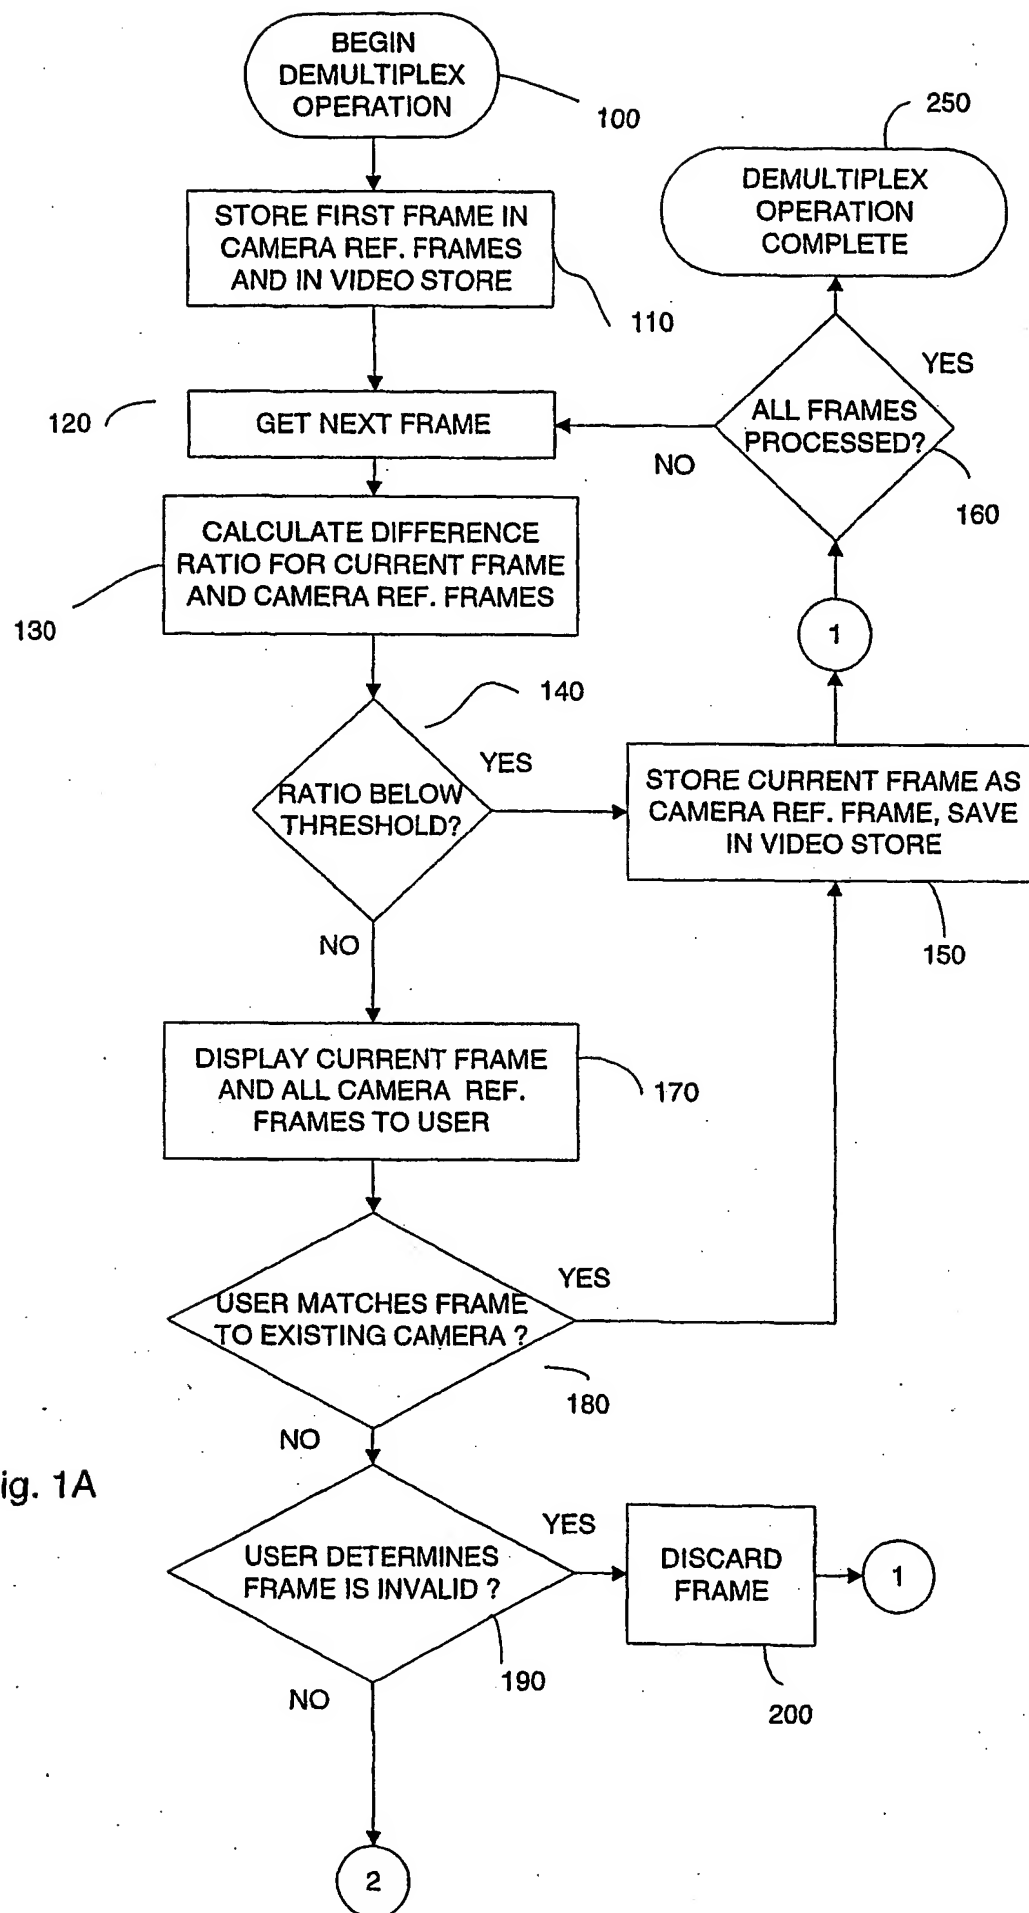 BEGIN
DEMULTIPLEX
OPERATION
100
250
DEMULTIPLEX
OPERATION
COMPLETE
STORE FIRST FRAME IN
CAMERA REF. FRAMES
AND IN VIDEO STORE
110
YES
120
GET NEXT FRAME
ALL FRAMES
PROCESSED?
NO
160
CALCULATE DIFFERENCE
RATIO FOR CURRENT FRAME
AND CAMERA REF. FRAMES
130
1
140
YES
RATIO BELOW
THRESHOLD?
STORE CURRENT FRAME AS
CAMERA REF. FRAME, SAVE
IN VIDEO STORE
NO
150
DISPLAY CURRENT FRAME
AND ALL CAMERA REF.
FRAMES TO USER
170
YES
USER MATCHES FRAME
TO EXISTING CAMERA ?
180
NO
ig. 1A
YES
USER DETERMINES
FRAME IS INVALID ?
DISCARD
FRAME
1
190
NO
200
2